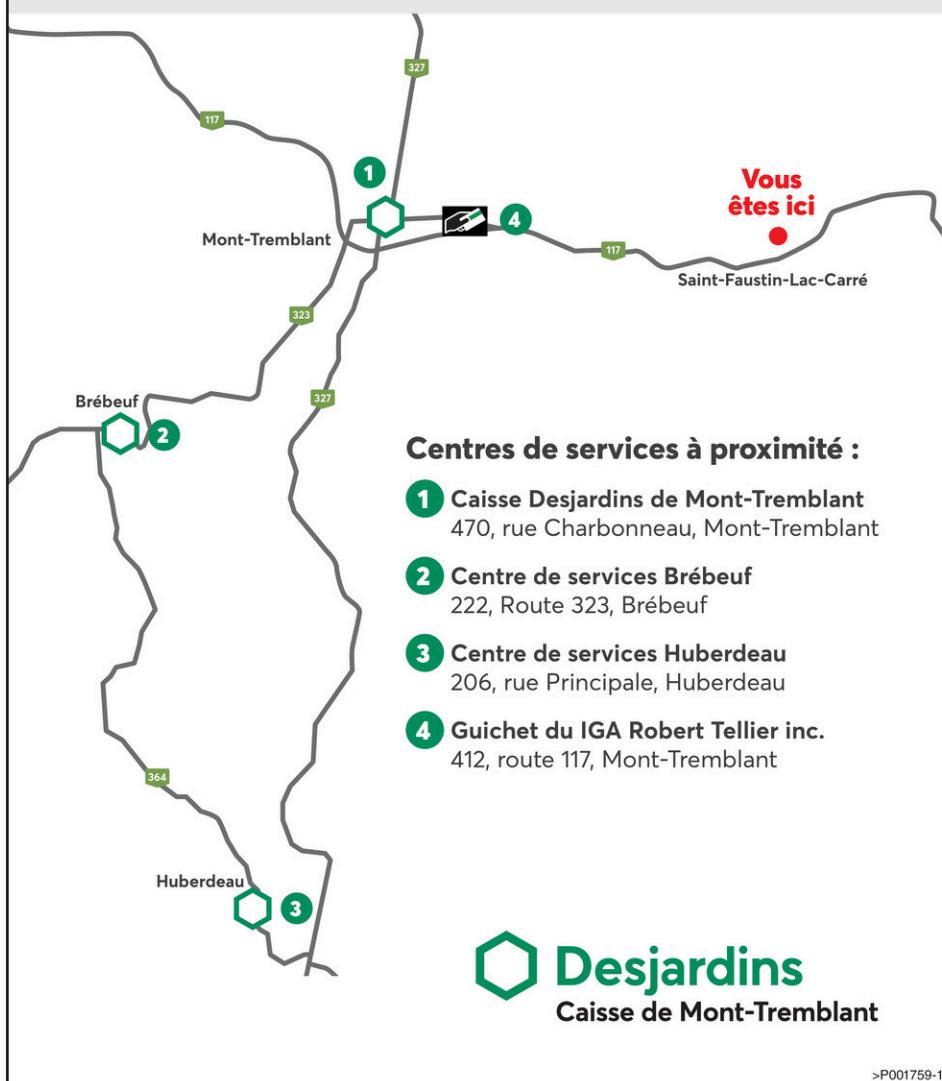 327
117
1
Vous
êtes ici
4
Mont-Tremblant
117
Saint-Faustin-Lac-Carré
323
327
Brébeuf
2
Centres de services à proximité :
1 Caisse Desjardins de Mont-Tremblant
470, rue Charbonneau, Mont-Tremblant
2 Centre de services Brébeuf
222, Route 323, Brébeuf
3 Centre de services Huberdeau
206, rue Principale, Huberdeau
4 Guichet du IGA Robert Tellier inc.
412, route 117, Mont-Tremblant
364
Huberdeau
3
Desjardins
Caisse de Mont-Tremblant
>P001759-1